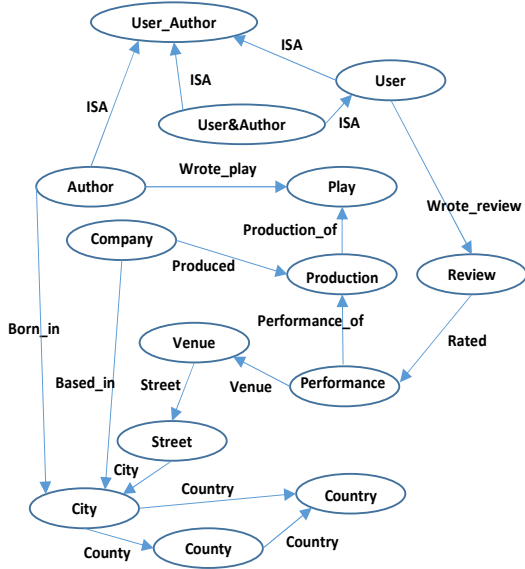 User_Author
ISA
ISA
User
ISA
User&Author
ISA
Wrote_play
Author
Play
Wrote_review
Production_of
Company
Produced
Production
Review
Performance_of
Born_in
Venue
Rated
Based_in
Street
Venue
Performance
Street
City
Country
Country
City
County
County
Country